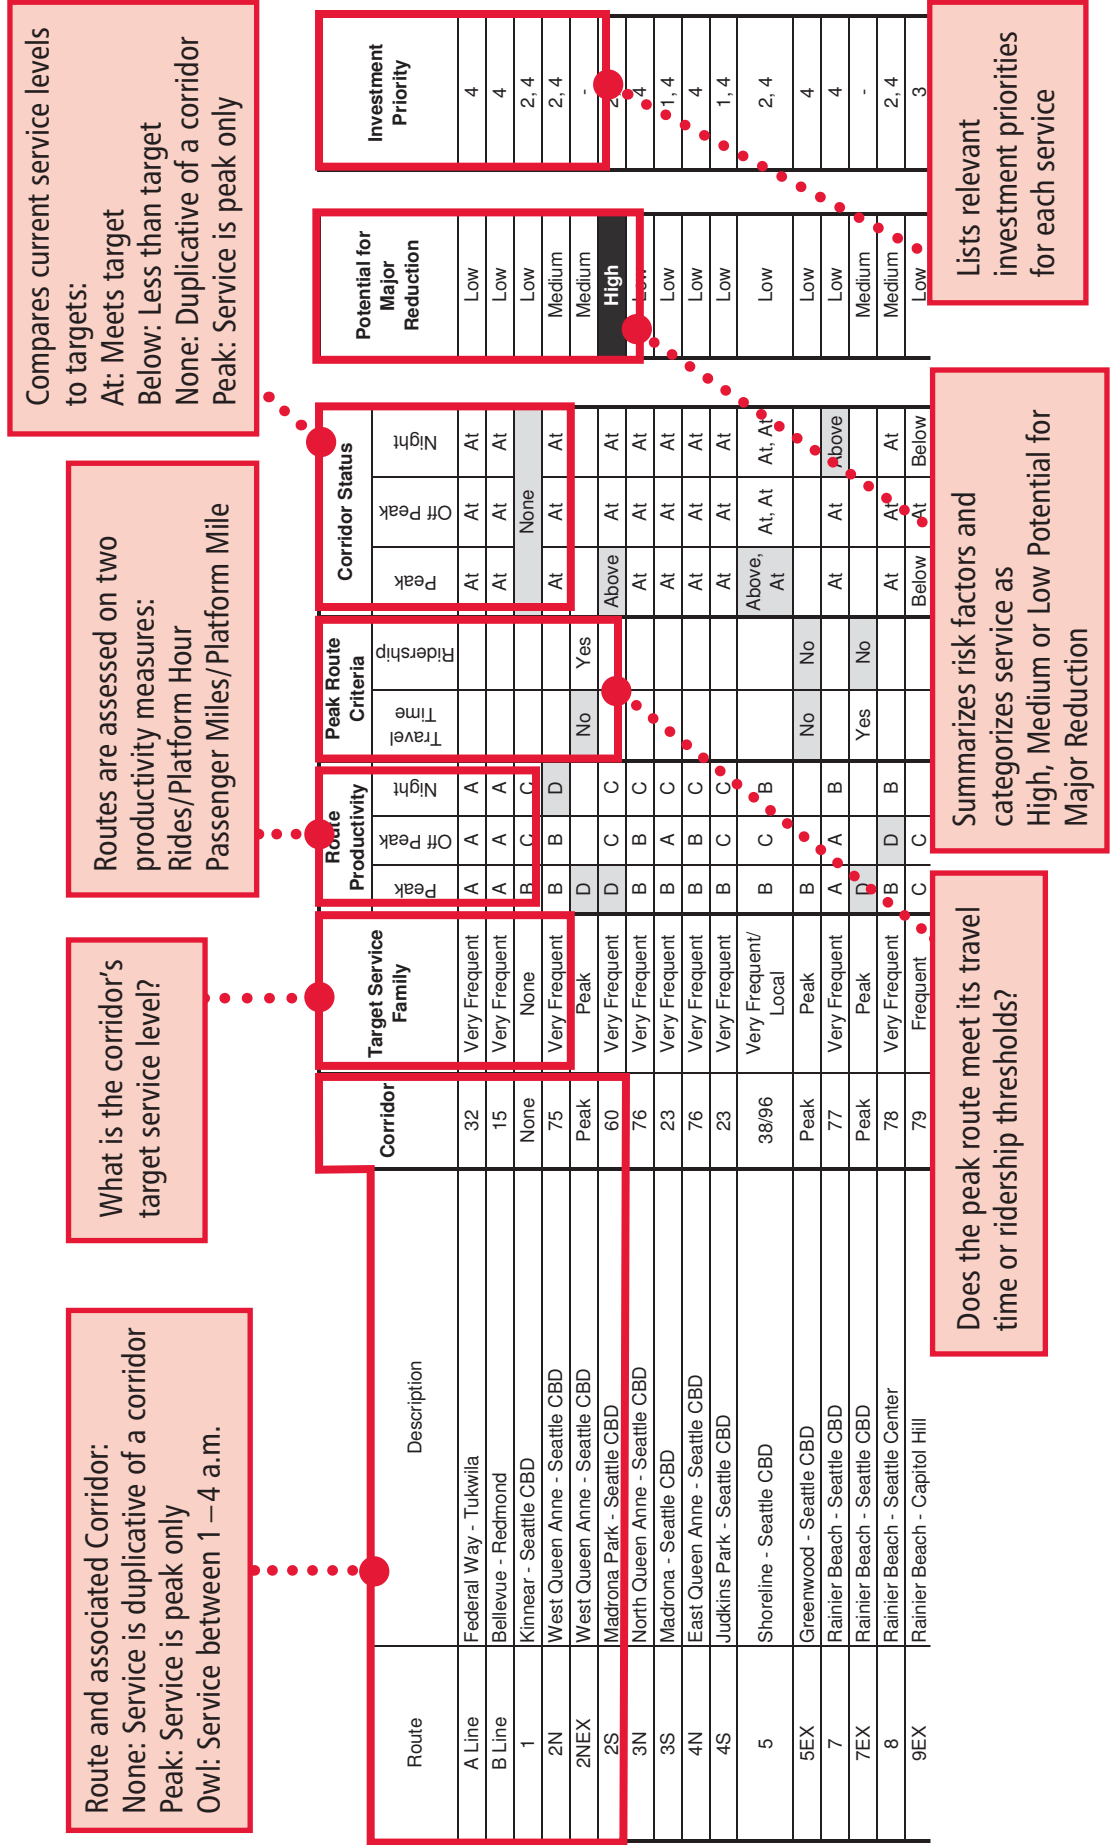 Route and associated Corridor:
None: Service is duplicative of a corridor
Peak: Service is peak only
Owl: Service between 1–4 a.m.
What is the corridor's
target service level?
Routes are assessed on two
productivity measures:
Rides/Platform Hour
Passenger Miles/Platform Mile
Compares current service levels
to targets:
At: Meets target
Below: Less than target
None: Duplicative of a corridor
Peak: Service is peak only
Route Description Corridor Target Service Family Route Productivity Peak Route Criteria Corridor Status Potential for Major Reduction Investment Priority
Peak Off Peak Night Travel Time Ridership Peak Off Peak Night
A Line Federal Way - Tukwila 32 Very Frequent A A A At At At Low 4
B Line Bellevue - Redmond 15 Very Frequent A A A At At At Low 4
1 Kinnear - Seattle CBD None None B C C None Low 2, 4
2N West Queen Anne - Seattle CBD 75 Very Frequent B B D At At At Medium 2, 4
2NEX West Queen Anne - Seattle CBD Peak Peak D No Yes Medium -
2S Madrona Park - Seattle CBD 60 Very Frequent D C C Above At At High
3N North Queen Anne - Seattle CBD 76 Very Frequent B B C At At At Low 4
3S Madrona - Seattle CBD 23 Very Frequent B A C At At At Low 1, 4
4N East Queen Anne - Seattle CBD 76 Very Frequent B B C At At At Low 4
4S Judkins Park - Seattle CBD 23 Very Frequent B C C At At At Low 1, 4
5 Shoreline - Seattle CBD 38/96 Very Frequent/ Local B C B Above, At At, At At, At Low 2, 4
5EX Greenwood - Seattle CBD Peak Peak B No No Low 4
7 Rainier Beach - Seattle CBD 77 Very Frequent A A B At At Above Low 4
7EX Rainier Beach - Seattle CBD Peak Peak D Yes No Medium -
8 Rainier Beach - Seattle Center 78 Very Frequent B D B At At At Medium 2, 4
9EX Rainier Beach - Capitol Hill 79 Frequent C C Below At Below Low 3
Does the peak route meet its travel
time or ridership thresholds?
Summarizes risk factors and
categorizes service as
High, Medium or Low Potential for
Major Reduction
Lists relevant
investment priorities
for each service